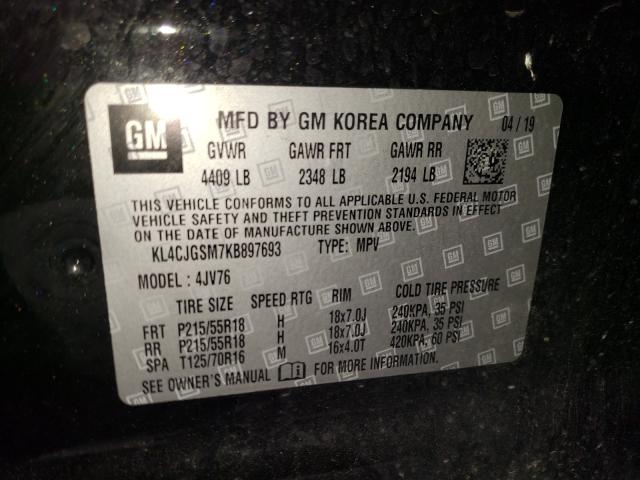 GM MFD BY GM KOREA COMPANY 04 / 19
GVWR GAWR FRT GAWR RR
4409 LB 2348 LB 2194 LB
THIS VEHICLE CONFORMS TO ALL APPLICABLE U.S. FEDERAL MOTOR
VEHICLE SAFETY AND THEFT PREVENTION STANDARDS IN EFFECT
ON THE DATE OF MANUFACTURE SHOWN ABOVE.
KL4CJGSM7KB897693 TYPE: MPV
MODEL: 4JV76
TIRE SIZE SPEED RTG RIM COLD TIRE PRESSURE
FRT P215/55R18 H 18x7.0J 240KPA, 35 PSI
RR P215/55R18 H 18x7.0J 240KPA, 35 PSI
SPA T125/70R16 M 16x4.0T 420KPA, 60 PSI
SEE OWNER'S MANUAL FOR MORE INFORMATION.